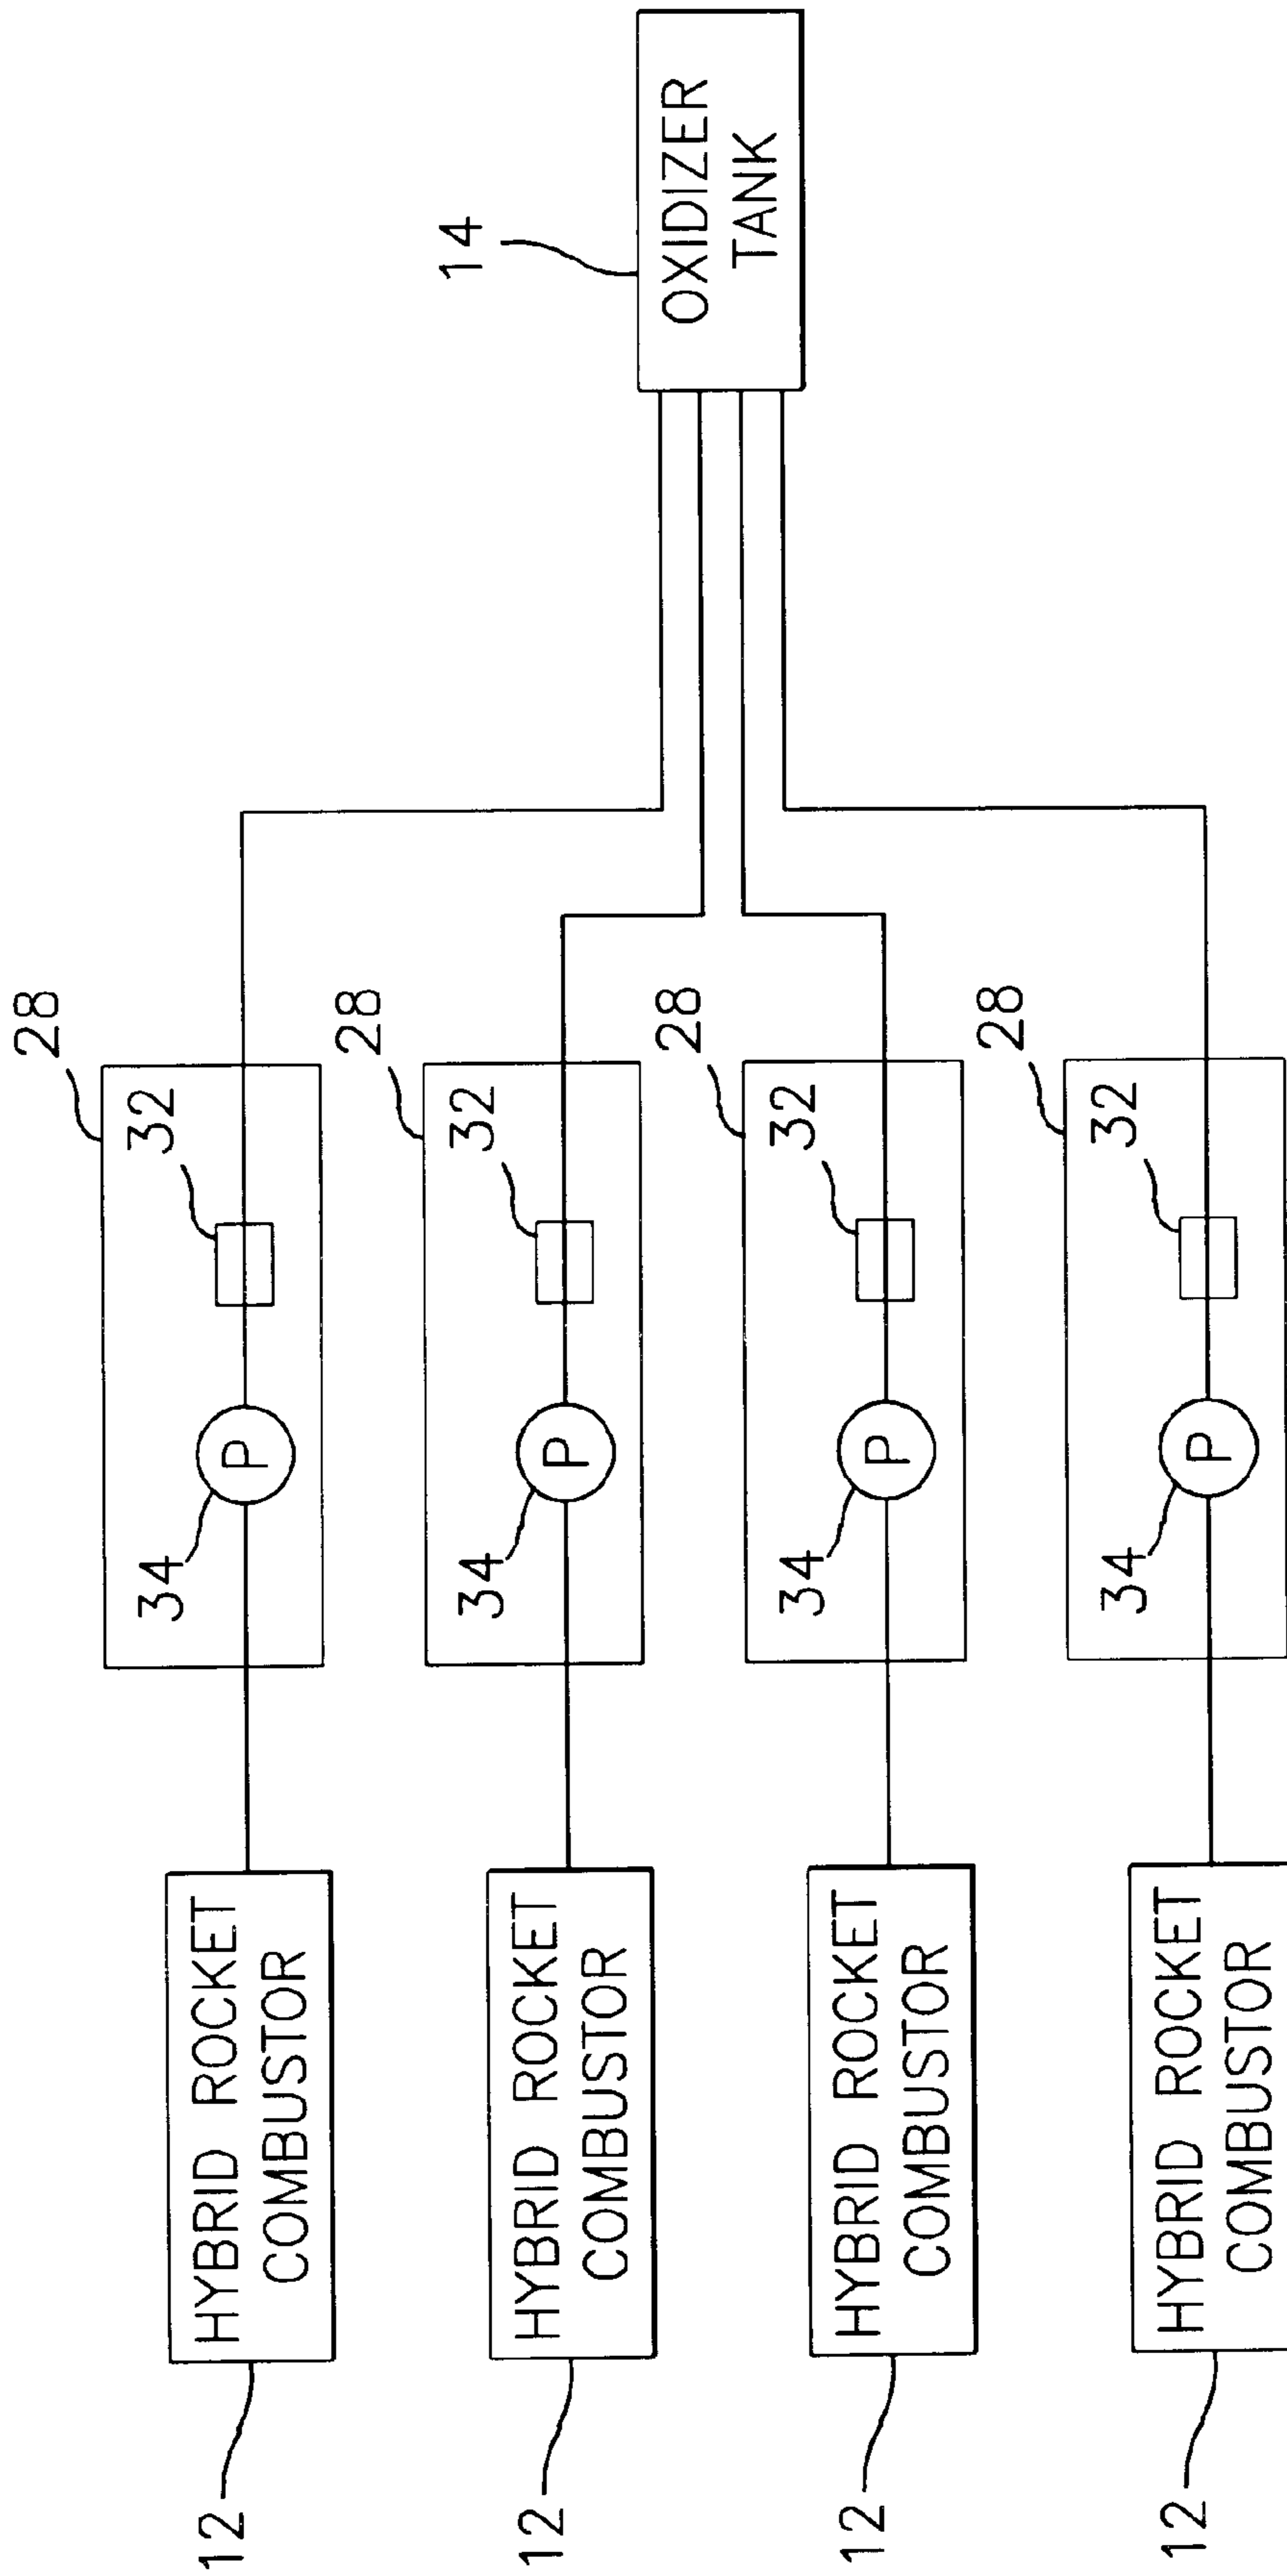 28
32
34
HYBRID ROCKET
COMBUSTOR
12
28
32
34
HYBRID ROCKET
COMBUSTOR
12
14
OXIDIZER
TANK
28
32
34
HYBRID ROCKET
COMBUSTOR
12
28
32
34
HYBRID ROCKET
COMBUSTOR
12
P
P
P
P